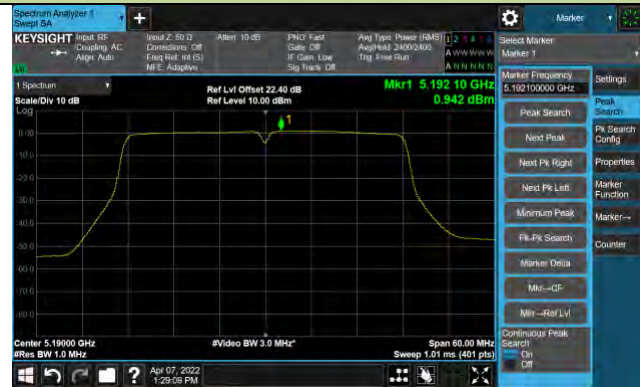 Spectrum Analyzer 1
Swept SA
+
Marker
KEYSIGHT
Input: RF
Coupling: AC
Align: Auto
Input Z: 50 Ω
Corrections: Off
Freq Ref: Int (S)
NFE: Adaptive
Atten: 10 dB
PNO: Fast
Gate: Off
IF Gain: Low
Sig Track: Off
Avg Type: Power (RMS)
Avg|Hold: 2400/2400
Trig: Free Run
A W W W W W
A N N N N N
Select Marker
Marker 1
1 Spectrum
Scale/Div 10 dB
Log
Ref Lvl Offset 22.40 dB
Ref Level 10.00 dBm
Mkr1 5.192 10 GHz
0.942 dBm
1
0.00
-10.0
-20.0
-30.0
-40.0
-50.0
-60.0
-70.0
-80.0
Center 5.19000 GHz
#Res BW 1.0 MHz
#Video BW 3.0 MHz*
Span 60.00 MHz
Sweep 1.01 ms (401 pts)
Marker Frequency
5.192100000 GHz
Peak Search
Next Peak
Next Pk Right
Next Pk Left
Minimum Peak
Pk-Pk Search
Marker Delta
Mkr→CF
Mkr→Ref Lvl
Continuous Peak
Search
On
Off
Settings
Peak
Search
Pk Search
Config
Properties
Marker
Function
Marker→
Counter
?
Apr 07, 2022
1:29:09 PM